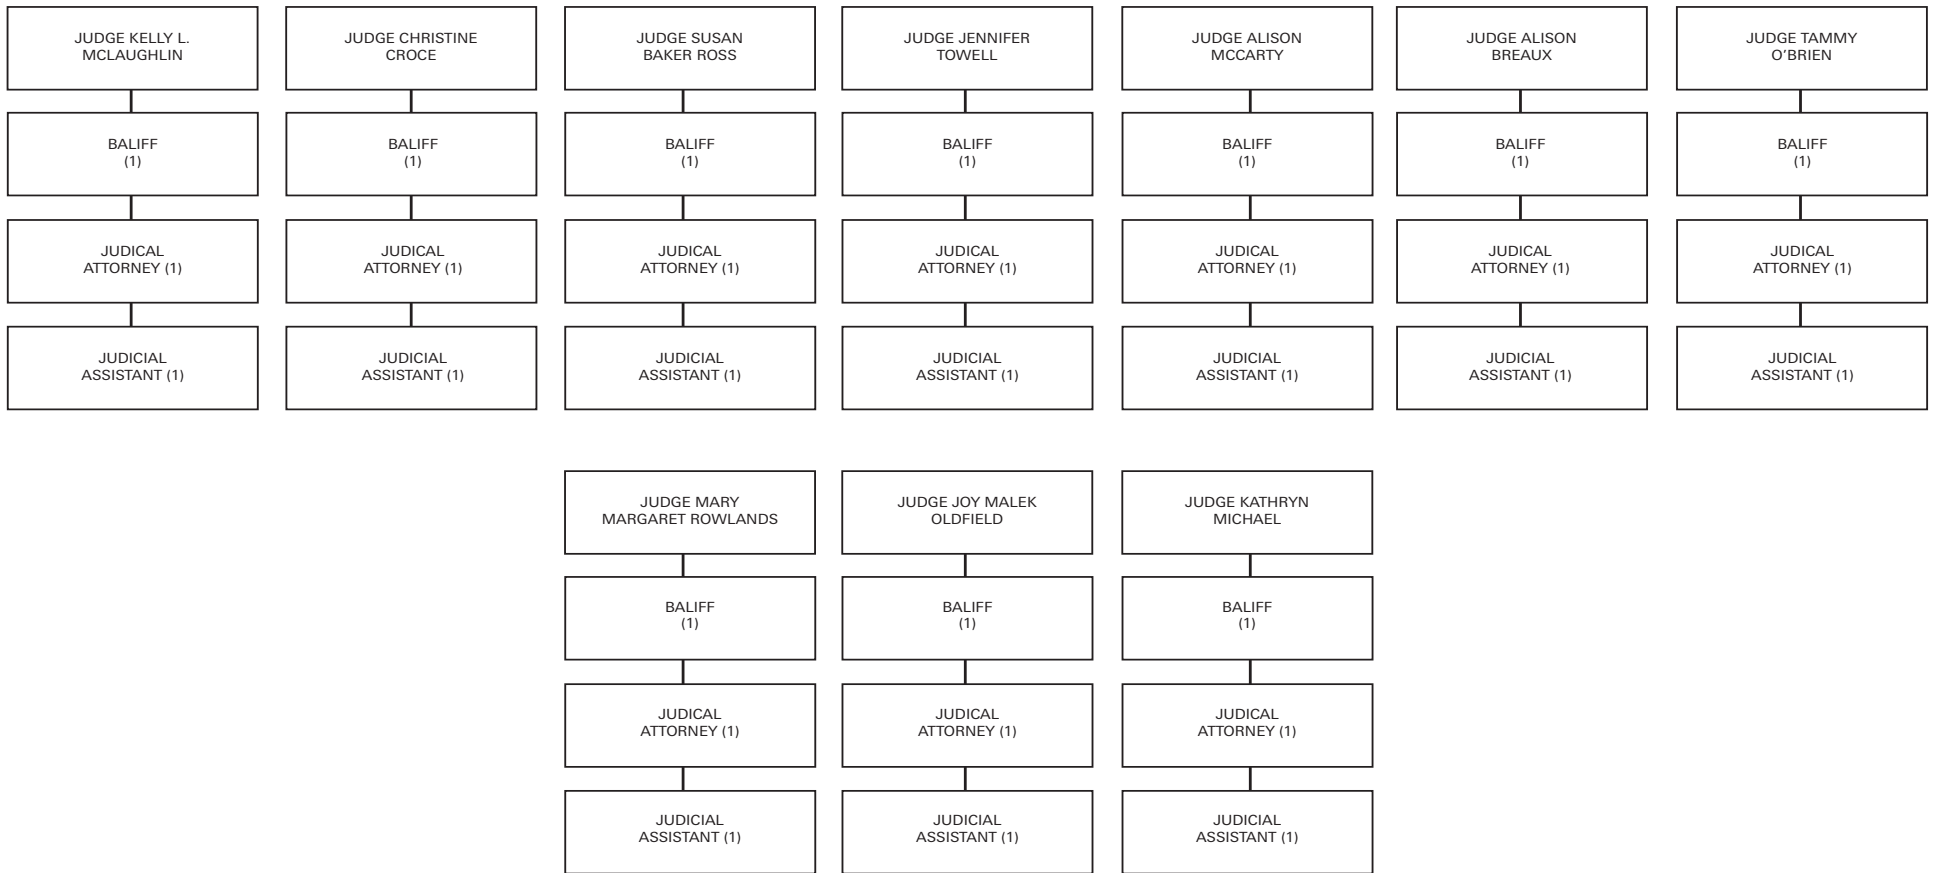 JUDGE KELLY L.
MCLAUGHLIN
BALIFF
(1)
JUDICAL
ATTORNEY (1)
JUDICIAL
ASSISTANT (1)
JUDGE CHRISTINE
CROCE
BALIFF
(1)
JUDICAL
ATTORNEY (1)
JUDICIAL
ASSISTANT (1)
JUDGE SUSAN
BAKER ROSS
BALIFF
(1)
JUDICAL
ATTORNEY (1)
JUDICIAL
ASSISTANT (1)
JUDGE JENNIFER
TOWELL
BALIFF
(1)
JUDICAL
ATTORNEY (1)
JUDICIAL
ASSISTANT (1)
JUDGE ALISON
MCCARTY
BALIFF
(1)
JUDICAL
ATTORNEY (1)
JUDICIAL
ASSISTANT (1)
JUDGE ALISON
BREAUX
BALIFF
(1)
JUDICAL
ATTORNEY (1)
JUDICIAL
ASSISTANT (1)
JUDGE TAMMY
O’BRIEN
BALIFF
(1)
JUDICAL
ATTORNEY (1)
JUDICIAL
ASSISTANT (1)
JUDGE MARY
MARGARET ROWLANDS
BALIFF
(1)
JUDICAL
ATTORNEY (1)
JUDICIAL
ASSISTANT (1)
JUDGE JOY MALEK
OLDFIELD
BALIFF
(1)
JUDICAL
ATTORNEY (1)
JUDICIAL
ASSISTANT (1)
JUDGE KATHRYN
MICHAEL
BALIFF
(1)
JUDICAL
ATTORNEY (1)
JUDICIAL
ASSISTANT (1)